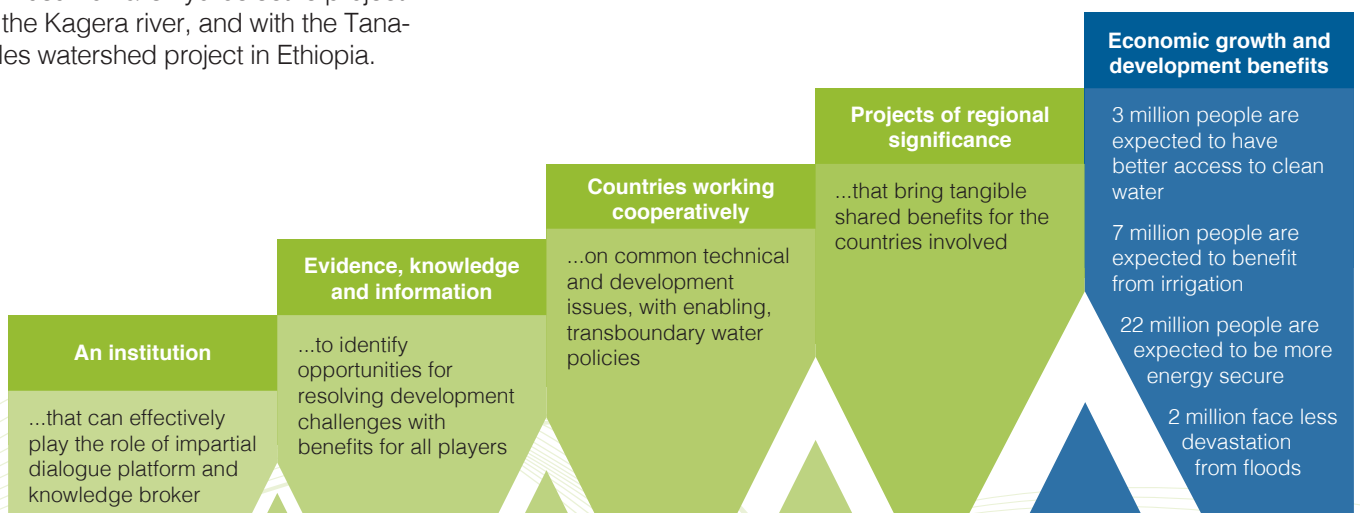 the Kagera river, and with the Tana-
les watershed project in Ethiopia.
An institution
...that can effectively
play the role of impartial
dialogue platform and
knowledge broker
Evidence, knowledge
and information
...to identify
opportunities for
resolving development
challenges with
benefits for all players
Countries working
cooperatively
...on common technical
and development
issues, with enabling,
transboundary water
policies
Projects of regional
significance
...that bring tangible
shared benefits for the
countries involved
Economic growth and
development benefits
3 million people are
expected to have
better access to clean
water
7 million people are
expected to benefit
from irrigation
22 million people are
expected to be more
energy secure
2 million face less
devastation
from floods